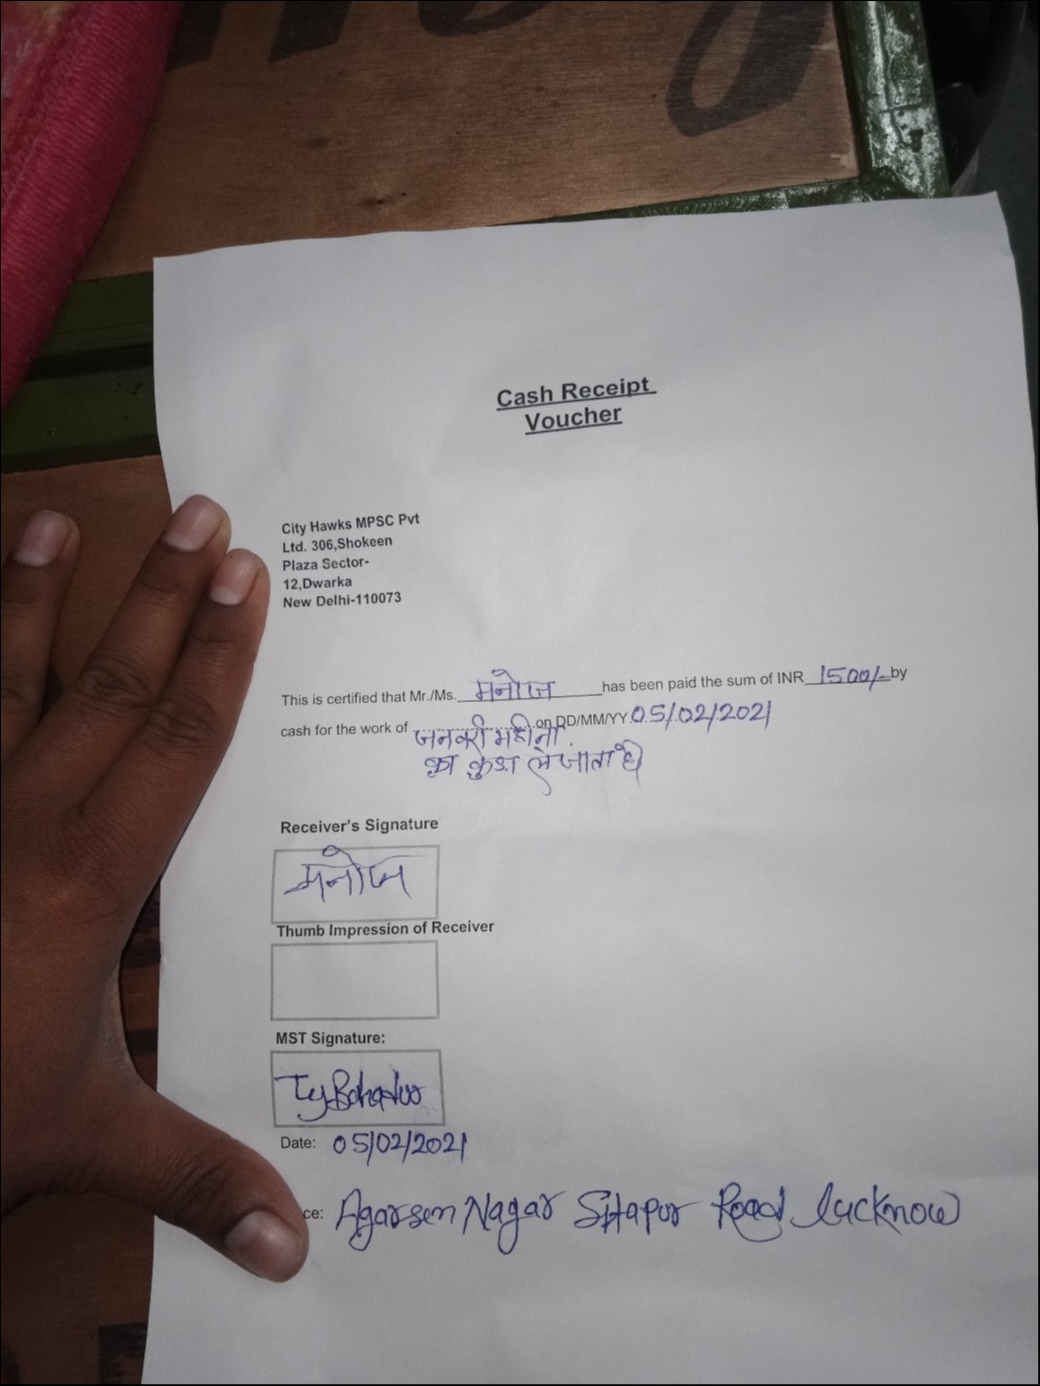 Cash Receipt
Voucher
City Hawks MPSC Pvt
Ltd. 306,Shokeen
Plaza Sector-
12,Dwarka
New Delhi-110073
This is certified that Mr./Ms. मनोज has been paid the sum of INR 1500/- by
cash for the work of जनवरी महीना on DD/MM/YY 05/02/2021
का कुडा ले जाता है
Receiver's Signature
मनोज
Thumb Impression of Receiver
MST Signature:
Date: 05/02/2021
ce: Agarsen Nagar Sitapur Road lucknow